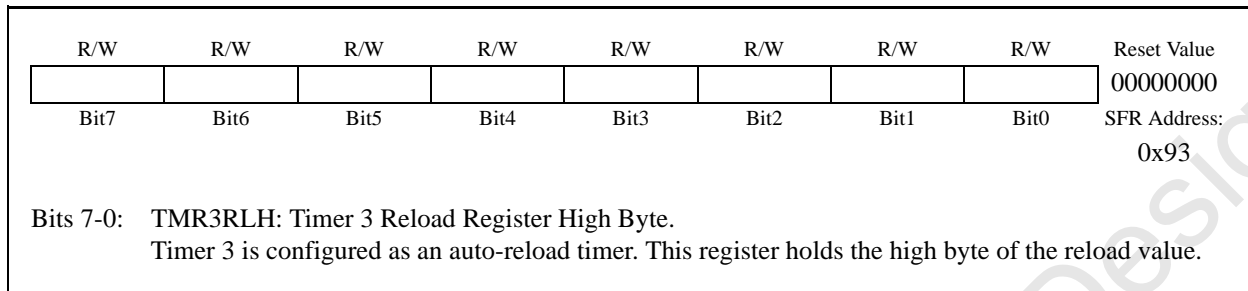 R/W R/W R/W R/W R/W R/W R/W R/W Reset Value
00000000
Bit7 Bit6 Bit5 Bit4 Bit3 Bit2 Bit1 Bit0 SFR Address:
0x93
Bits 7-0: TMR3RLH: Timer 3 Reload Register High Byte.
Timer 3 is configured as an auto-reload timer. This register holds the high byte of the reload value.